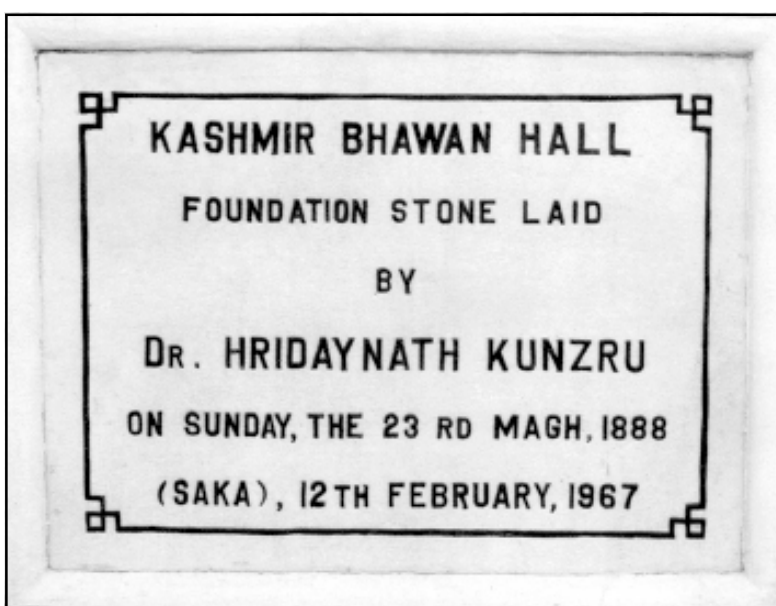 KASHMIR BHAWAN HALL
FOUNDATION STONE LAID
BY
DR. HRIDAYNATH KUNZRU
ON SUNDAY, THE 23 RD MAGH, 1888
(SAKA), 12TH FEBRUARY, 1967